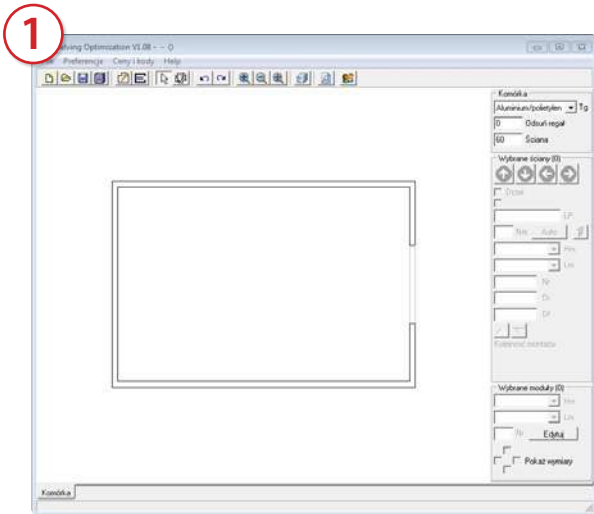 1
lving Optimization V1.08 - - ()
Preferencje Ceny i kody Help
Komórka
Aluminium/polietylen Tg
0 Odsuń regał
60 Ściana
Wybrane ściany (0)
Drzwi
LP
Nre Auto
Hm
Lm
Nr
Dx
Kolejność montażu
Wybrane moduły (0)
Hm
Lm
Nr Edytuj
Pokaż wymiary
Komórka